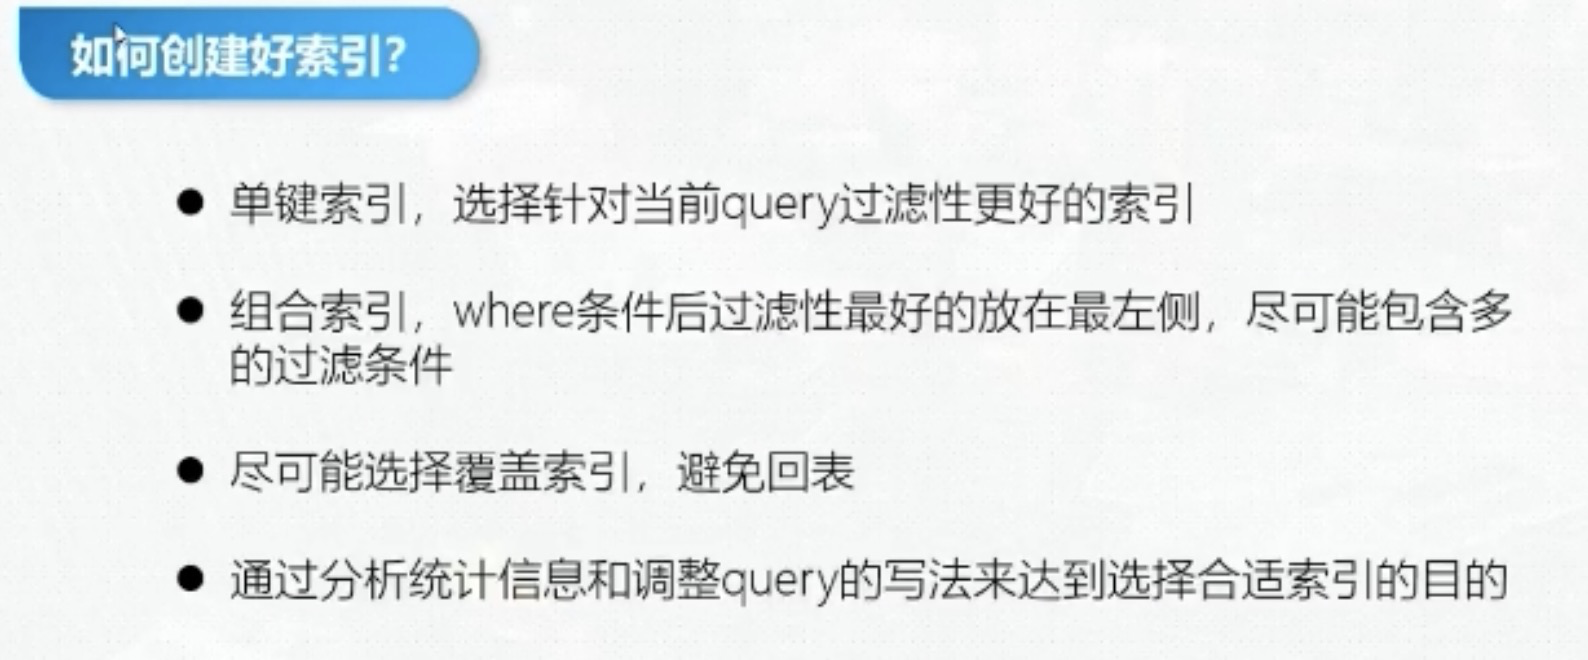 如何创建好索引？
● 单键索引，选择针对当前query过滤性更好的索引
● 组合索引，where条件后过滤性最好的放在最左侧，尽可能包含多
的过滤条件
● 尽可能选择覆盖索引，避免回表
● 通过分析统计信息和调整query的写法来达到选择合适索引的目的